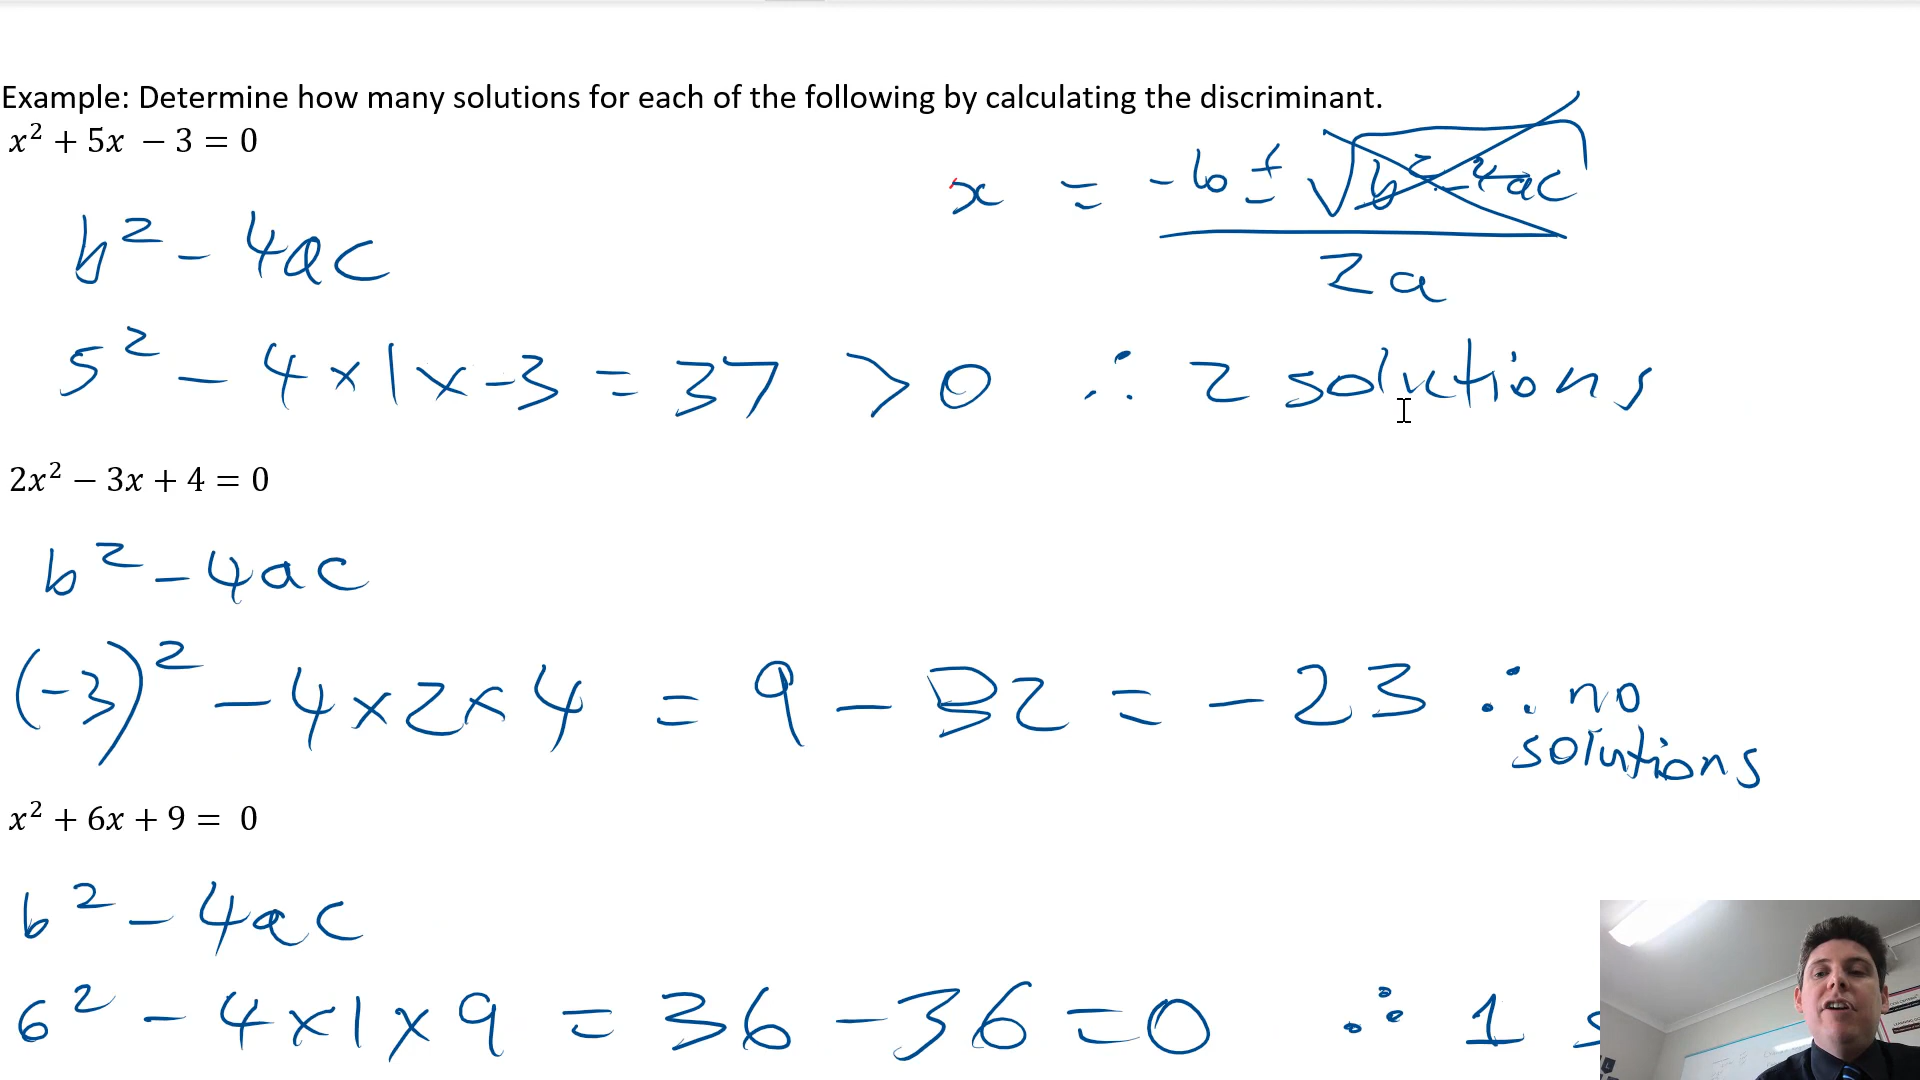 Example: Determine how many solutions for each of the following by calculating the discriminant.
x² + 5x − 3 = 0
x = -b ± √b² - 4ac
2a
b² - 4ac
5² - 4 × 1 × -3 = 37 > 0 ∴ 2 solutions
2x² − 3x + 4 = 0
b² - 4ac
(-3)² - 4 × 2 × 4 = 9 - 32 = -23 ∴ no
solutions
x² + 6x + 9 = 0
b² - 4ac
6² - 4 × 1 × 9 = 36 - 36 = 0 ∴ 1 s